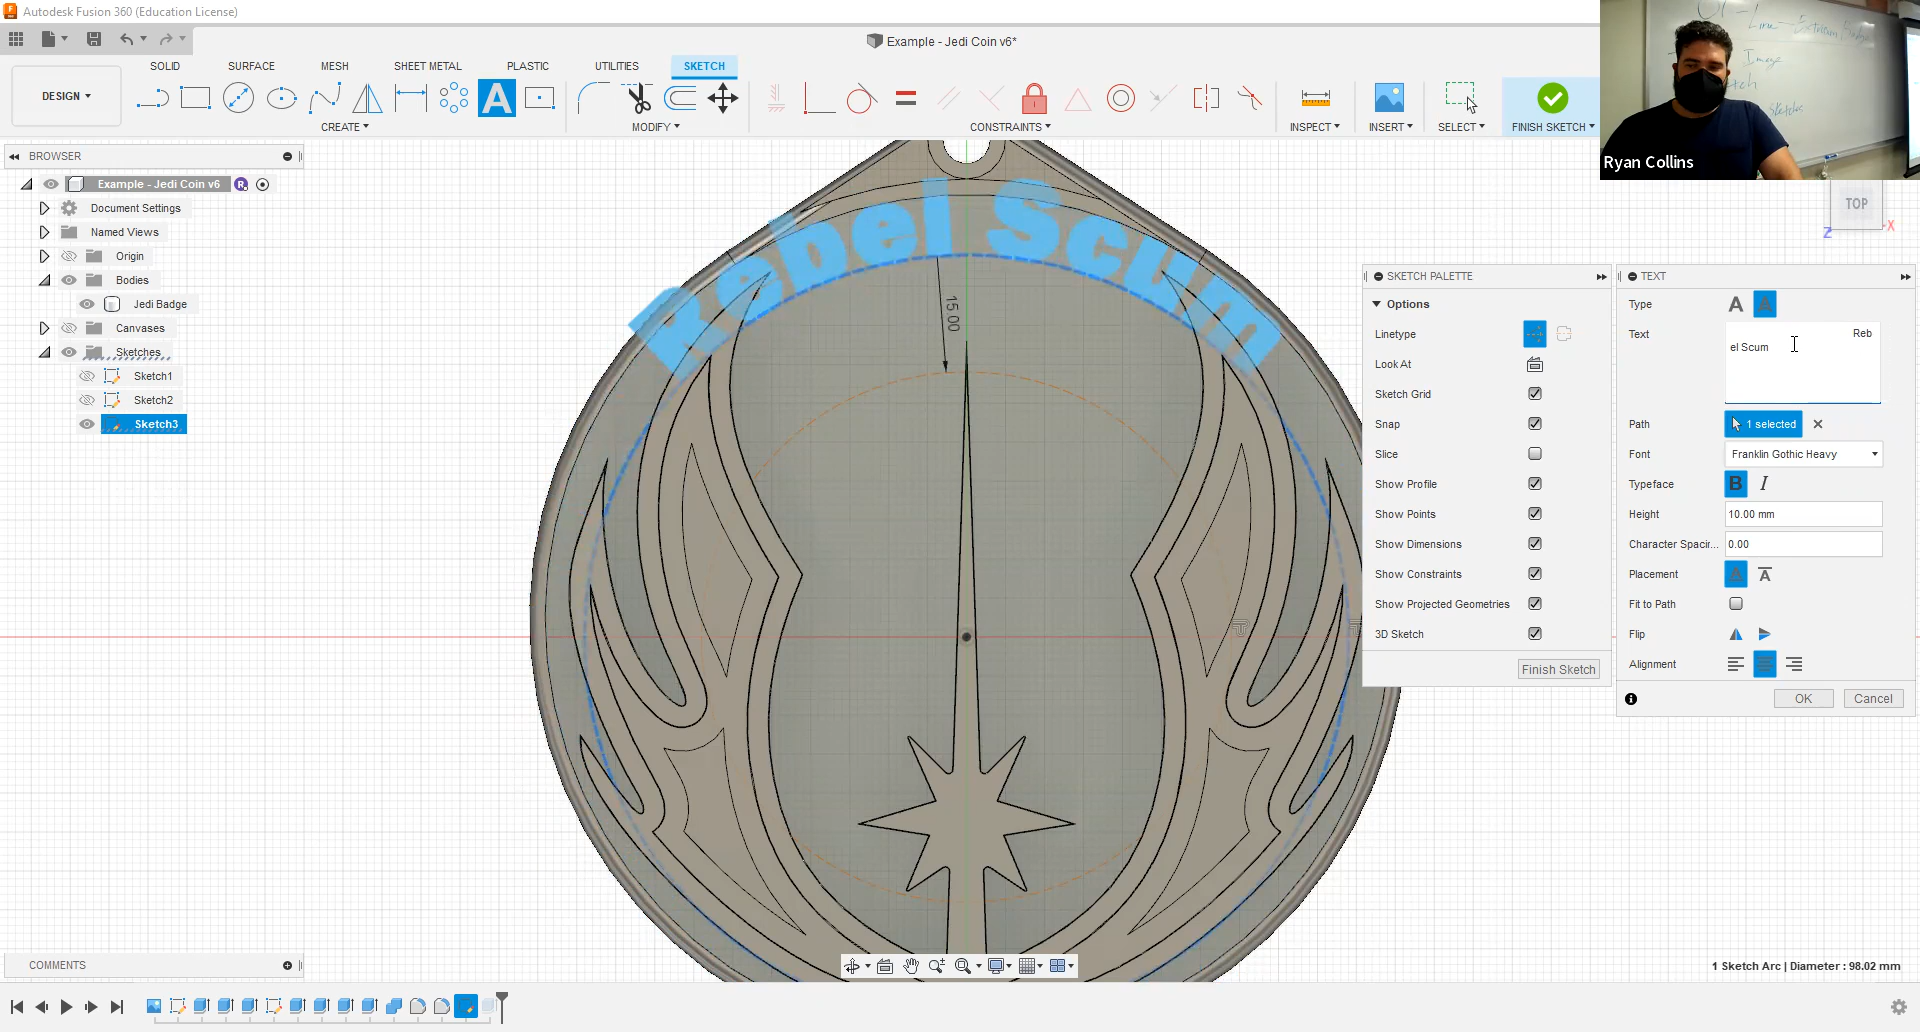 Autodesk Fusion 360 (Education License)
Example - Jedi Coin v6*
SOLID SURFACE MESH SHEET METAL PLASTIC UTILITIES SKETCH
DESIGN
CREATE MODIFY CONSTRAINTS INSPECT INSERT SELECT FINISH SKETCH
Image
Ryan Collins
BROWSER
Example - Jedi Coin v6
Document Settings
Named Views
Origin
Bodies
Jedi Badge
Canvases
Sketches
Sketch1
Sketch2
Sketch3
Rebel Scum
15.00
TOP
X
Z
SKETCH PALETTE
Options
Linetype
Look At
Sketch Grid
Snap
Slice
Show Profile
Show Points
Show Dimensions
Show Constraints
Show Projected Geometries
3D Sketch
Finish Sketch
TEXT
Type
Text Reb
el Scum
Path 1 selected
Font Franklin Gothic Heavy
Typeface B I
Height 10.00 mm
Character Spacin... 0.00
Placement
Fit to Path
Flip
Alignment
OK Cancel
COMMENTS
1 Sketch Arc | Diameter : 98.02 mm